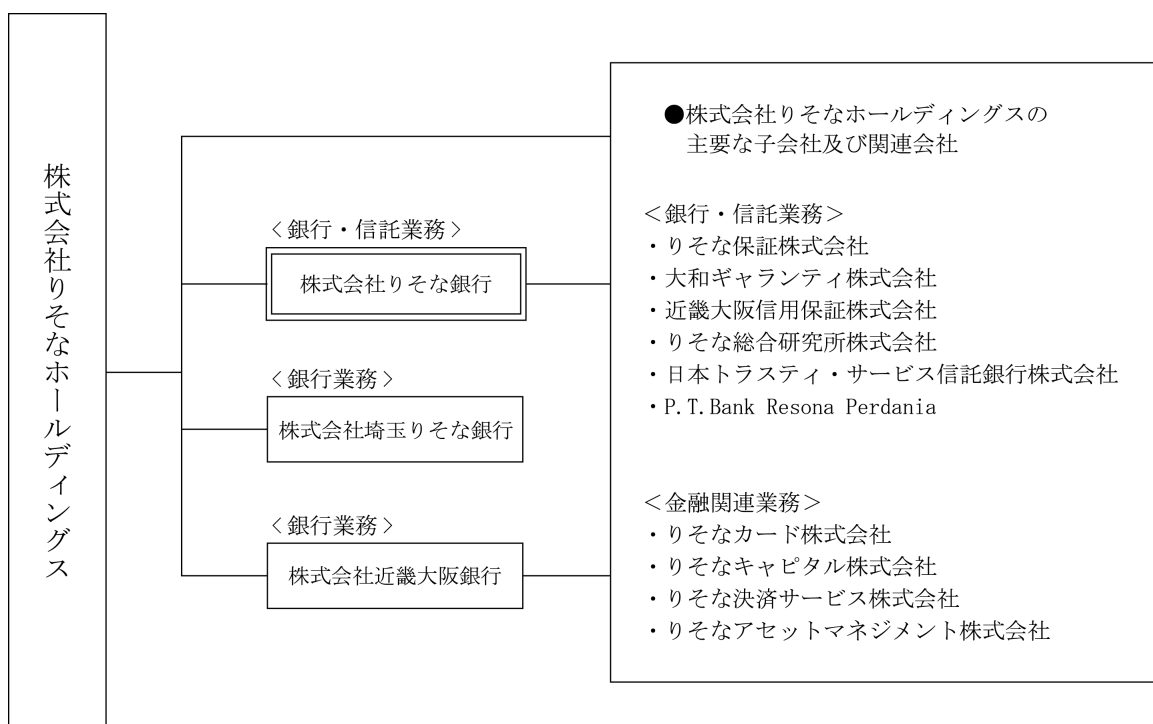 株式会社りそなホールディングス
＜銀行・信託業務＞
株式会社りそな銀行
＜銀行業務＞
株式会社埼玉りそな銀行
＜銀行業務＞
株式会社近畿大阪銀行
●株式会社りそなホールディングスの
主要な子会社及び関連会社
＜銀行・信託業務＞
・りそな保証株式会社
・大和ギャランティ株式会社
・近畿大阪信用保証株式会社
・りそな総合研究所株式会社
・日本トラスティ・サービス信託銀行株式会社
・P.T.Bank Resona Perdania
＜金融関連業務＞
・りそなカード株式会社
・りそなキャピタル株式会社
・りそな決済サービス株式会社
・りそなアセットマネジメント株式会社